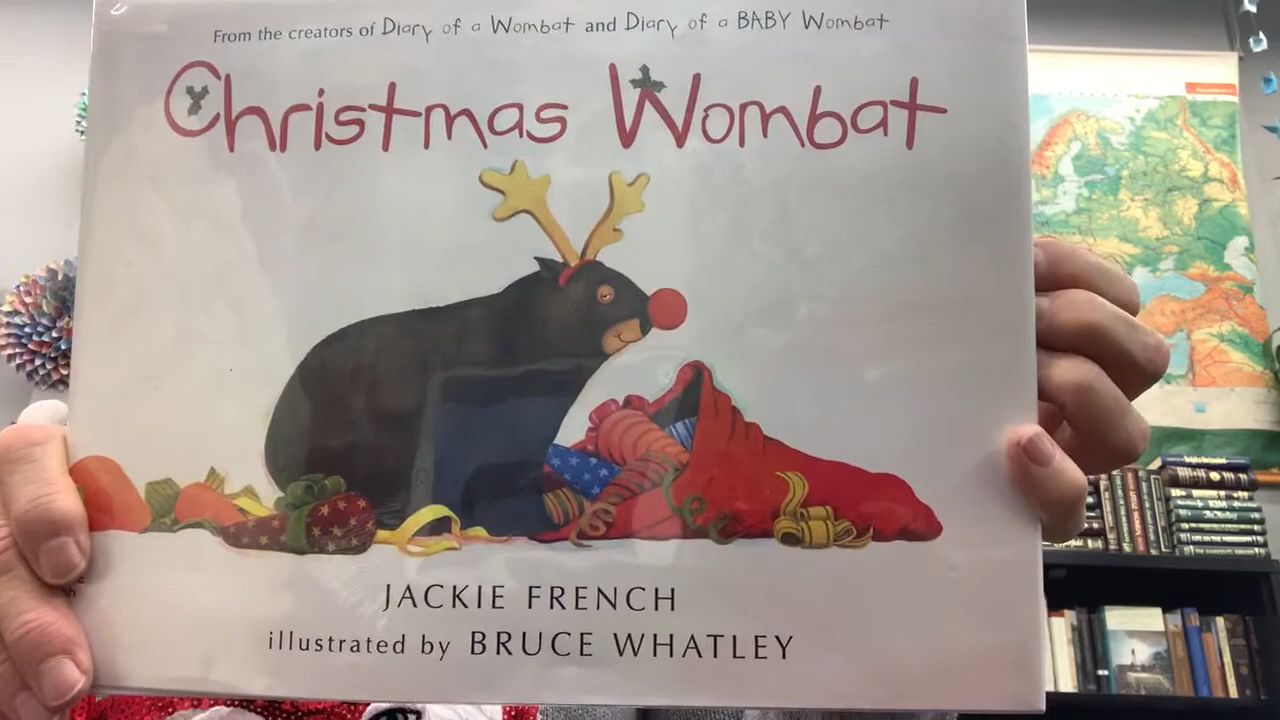 From the creators of Diary of a Wombat and Diary of a BABY Wombat
Christmas Wombat
JACKIE FRENCH
illustrated by BRUCE WHATLEY